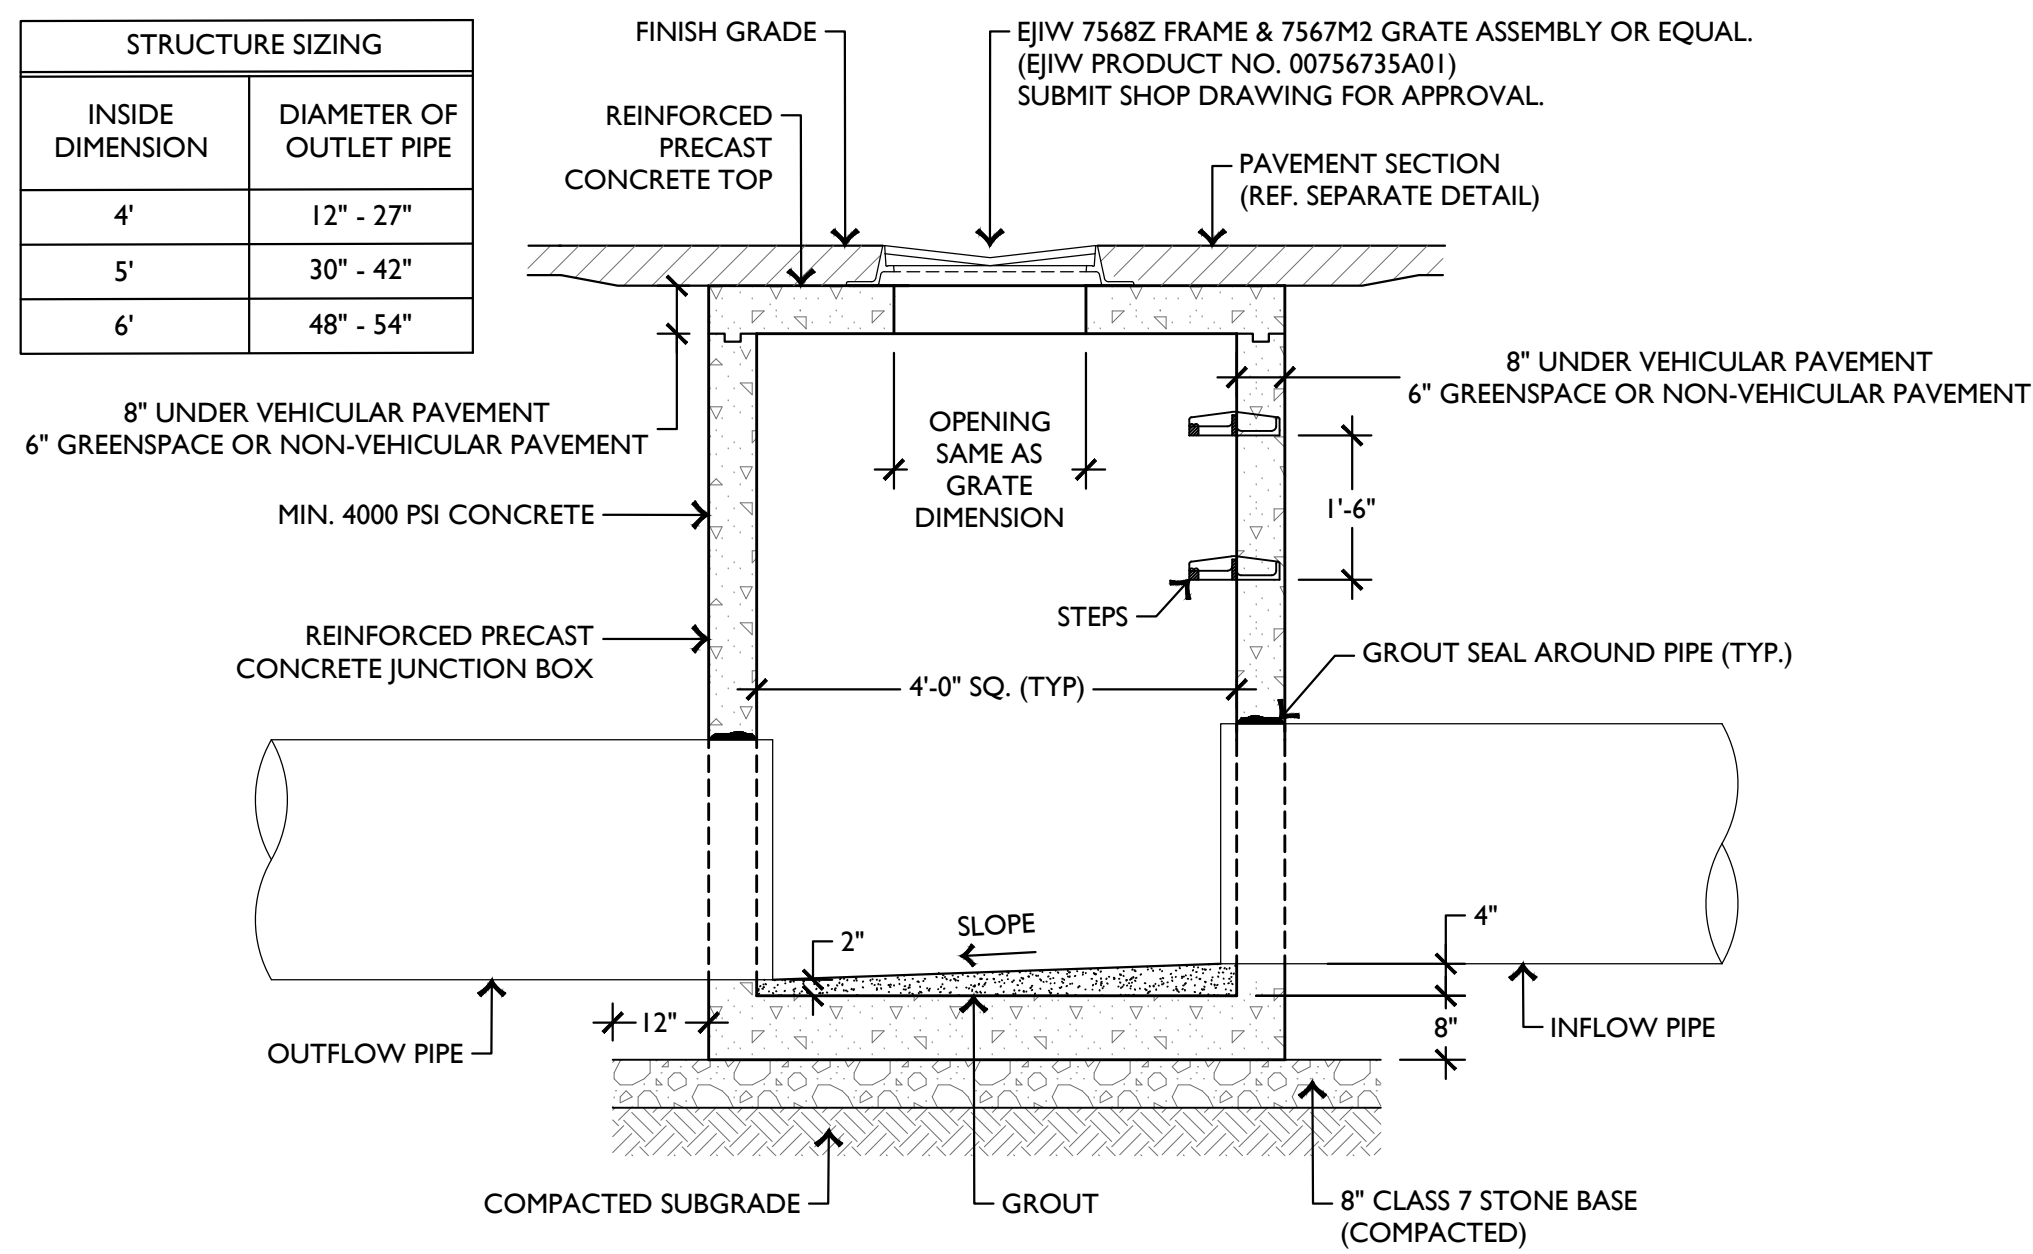 STRUCTURE SIZING
INSIDE
DIMENSION
DIAMETER OF
OUTLET PIPE
4'
12" - 27"
5'
30" - 42"
6'
48" - 54"
FINISH GRADE
EJIW 7568Z FRAME & 7567M2 GRATE ASSEMBLY OR EQUAL.
(EJIW PRODUCT NO. 00756735A01)
SUBMIT SHOP DRAWING FOR APPROVAL.
REINFORCED
PRECAST
CONCRETE TOP
PAVEMENT SECTION
(REF. SEPARATE DETAIL)
8" UNDER VEHICULAR PAVEMENT
6" GREENSPACE OR NON-VEHICULAR PAVEMENT
8" UNDER VEHICULAR PAVEMENT
6" GREENSPACE OR NON-VEHICULAR PAVEMENT
OPENING
SAME AS
GRATE
DIMENSION
MIN. 4000 PSI CONCRETE
1'-6"
STEPS
REINFORCED PRECAST
CONCRETE JUNCTION BOX
GROUT SEAL AROUND PIPE (TYP.)
4'-0" SQ. (TYP)
SLOPE
2"
4"
12"
8"
OUTFLOW PIPE
INFLOW PIPE
COMPACTED SUBGRADE
GROUT
8" CLASS 7 STONE BASE
(COMPACTED)